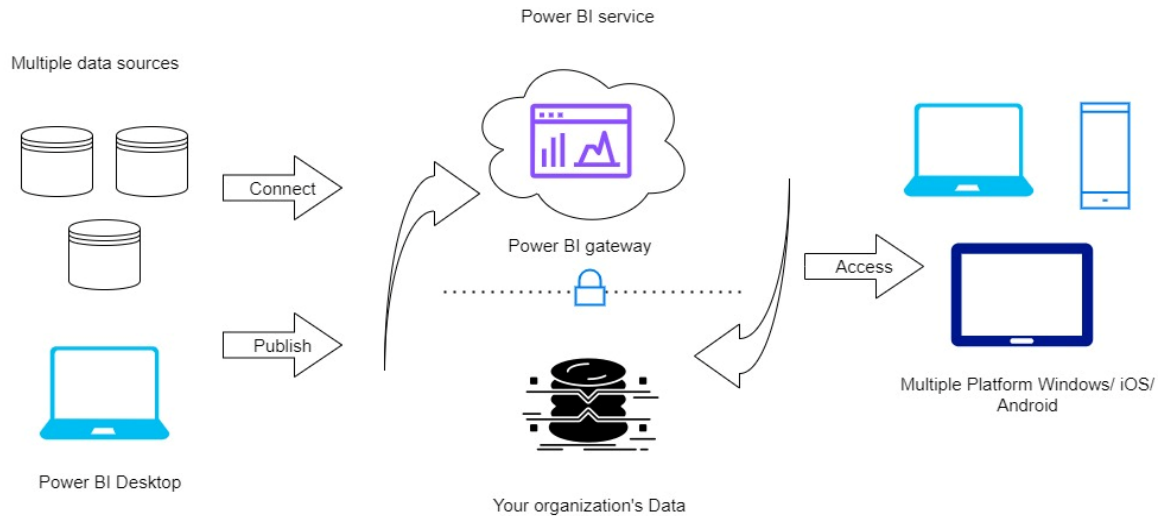 Power BI service
Multiple data sources
Connect
Power BI gateway
Access
Publish
Multiple Platform Windows/ iOS/
Android
Power BI Desktop
Your organization's Data